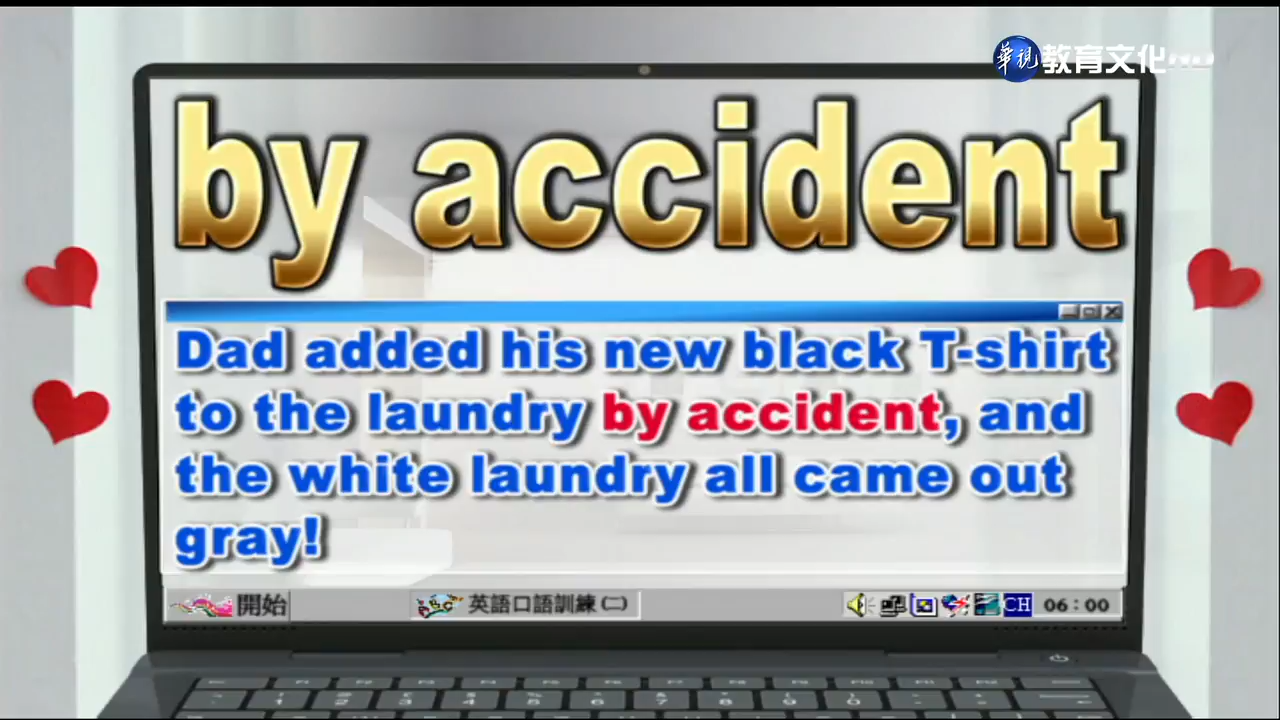 華視 教育文化HD
by accident
Dad added his new black T-shirt
to the laundry by accident, and
the white laundry all came out
gray!
開始 英語口語訓練(二) CH 06:00